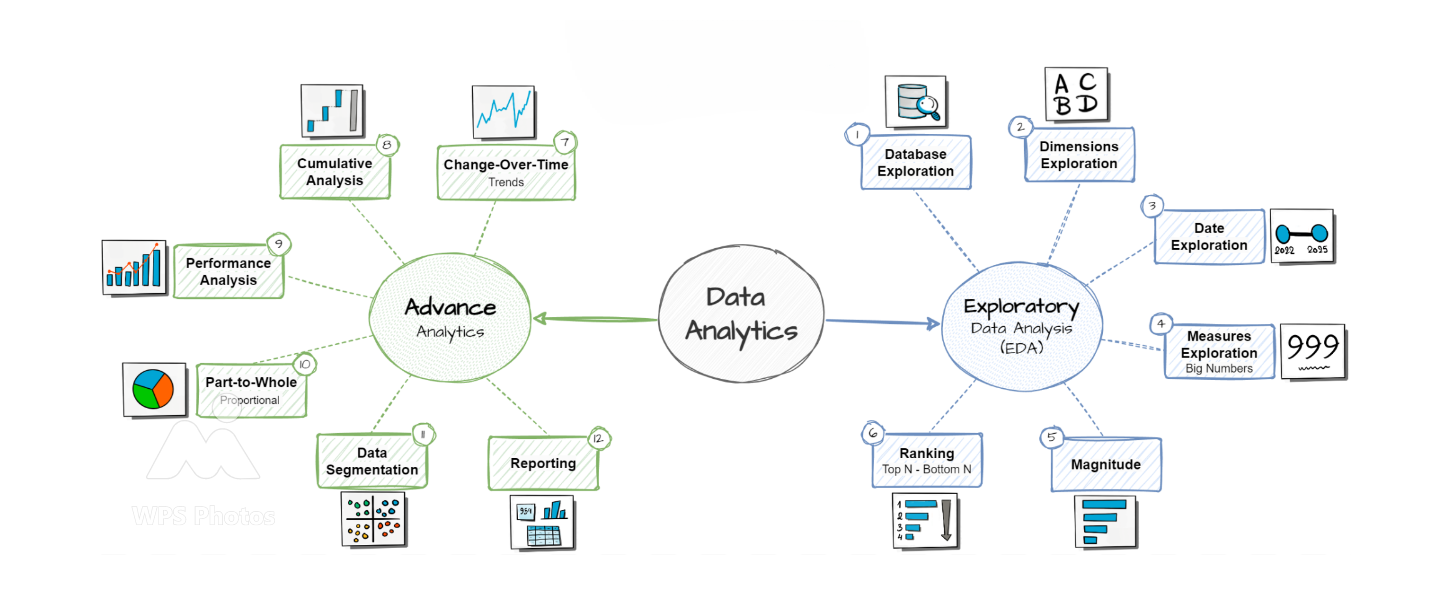 Data
Analytics
Exploratory
Data Analysis
(EDA)
1
Database
Exploration
2
A C
B D
Dimensions
Exploration
3
Date
Exploration
2022 2025
4
Measures
Exploration
Big Numbers
999
5
Magnitude
6
Ranking
Top N - Bottom N
1
2
3
4
Advance
Analytics
7
Change-Over-Time
Trends
8
Cumulative
Analysis
9
Performance
Analysis
10
Part-to-Whole
Proportional
11
Data
Segmentation
12
Reporting
WPS Photos